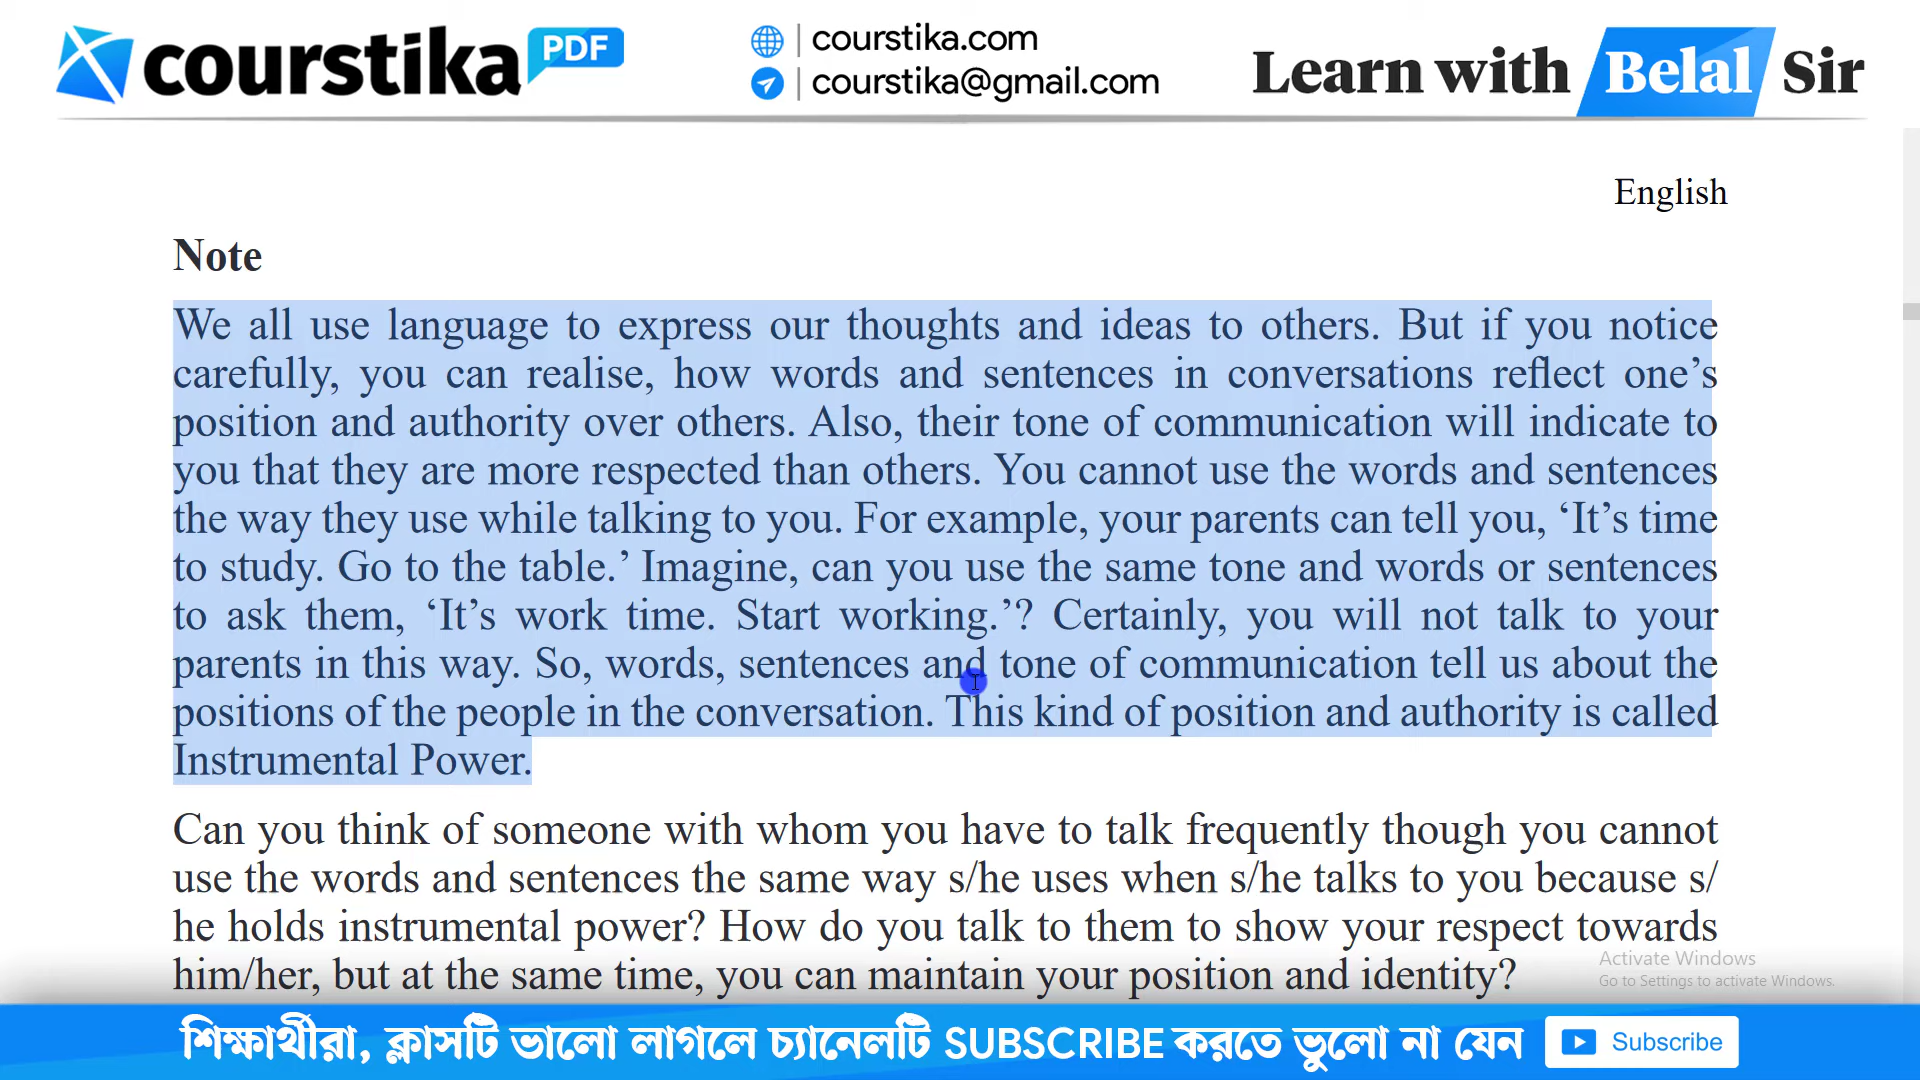 courstika PDF
courstika.com
courstika@gmail.com
Learn with Belal Sir
English
Note
We all use language to express our thoughts and ideas to others. But if you notice
carefully, you can realise, how words and sentences in conversations reflect one’s
position and authority over others. Also, their tone of communication will indicate to
you that they are more respected than others. You cannot use the words and sentences
the way they use while talking to you. For example, your parents can tell you, ‘It’s time
to study. Go to the table.’ Imagine, can you use the same tone and words or sentences
to ask them, ‘It’s work time. Start working.’? Certainly, you will not talk to your
parents in this way. So, words, sentences and tone of communication tell us about the
positions of the people in the conversation. This kind of position and authority is called
Instrumental Power.
Can you think of someone with whom you have to talk frequently though you cannot
use the words and sentences the same way s/he uses when s/he talks to you because s/
he holds instrumental power? How do you talk to them to show your respect towards
him/her, but at the same time, you can maintain your position and identity?
Activate Windows
Go to Settings to activate Windows.
শিক্ষার্থীরা, ক্লাসটি ভালো লাগলে চ্যানেলটি SUBSCRIBE করতে ভুলো না যেন
Subscribe